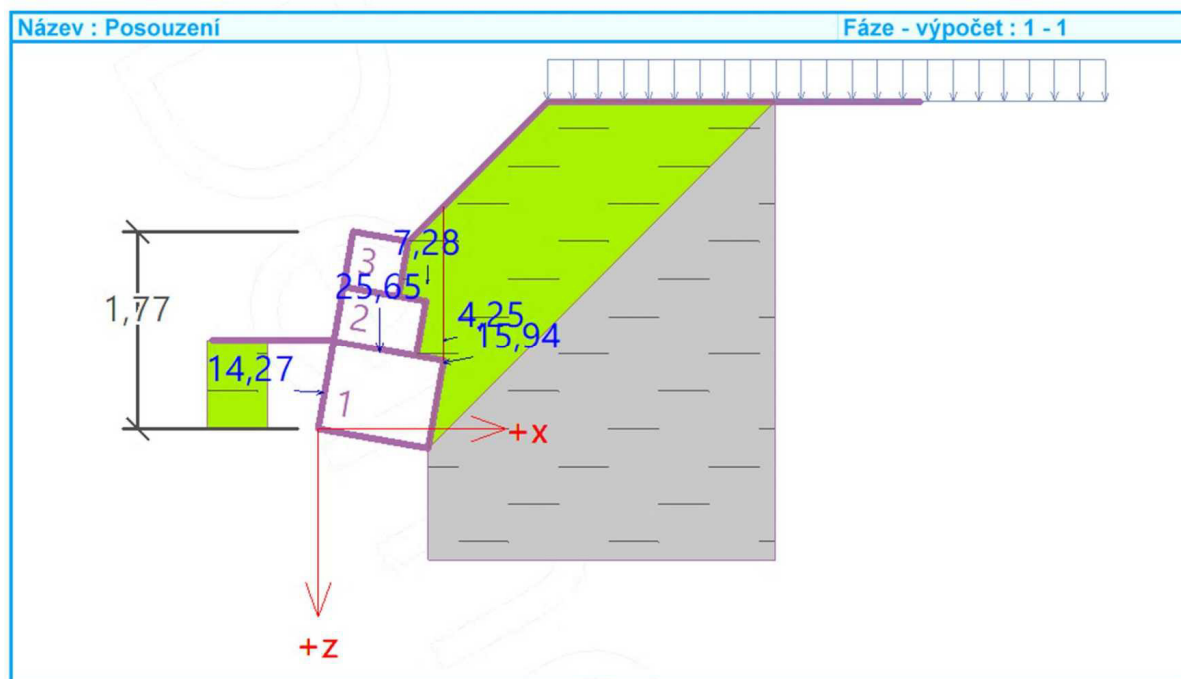 Název : Posouzení
Fáze - výpočet : 1 - 1
7,28
3
25,65
1,77
2
4,25
15,94
14,27
1
+x
+z